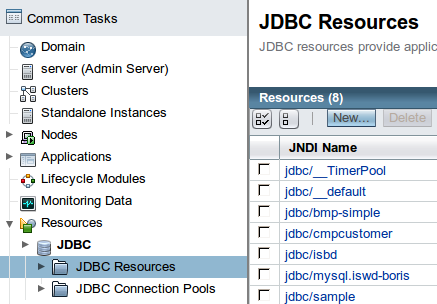 Common Tasks
Domain
server (Admin Server)
Clusters
Standalone Instances
Nodes
Applications
Lifecycle Modules
Monitoring Data
Resources
JDBC
JDBC Resources
JDBC Connection Pools
JDBC Resources
JDBC resources provide applic
Resources (8)
New...
Delete
JNDI Name
jdbc/__TimerPool
jdbc/__default
jdbc/bmp-simple
jdbc/cmpcustomer
jdbc/isbd
jdbc/mysql.iswd-boris
jdbc/sample